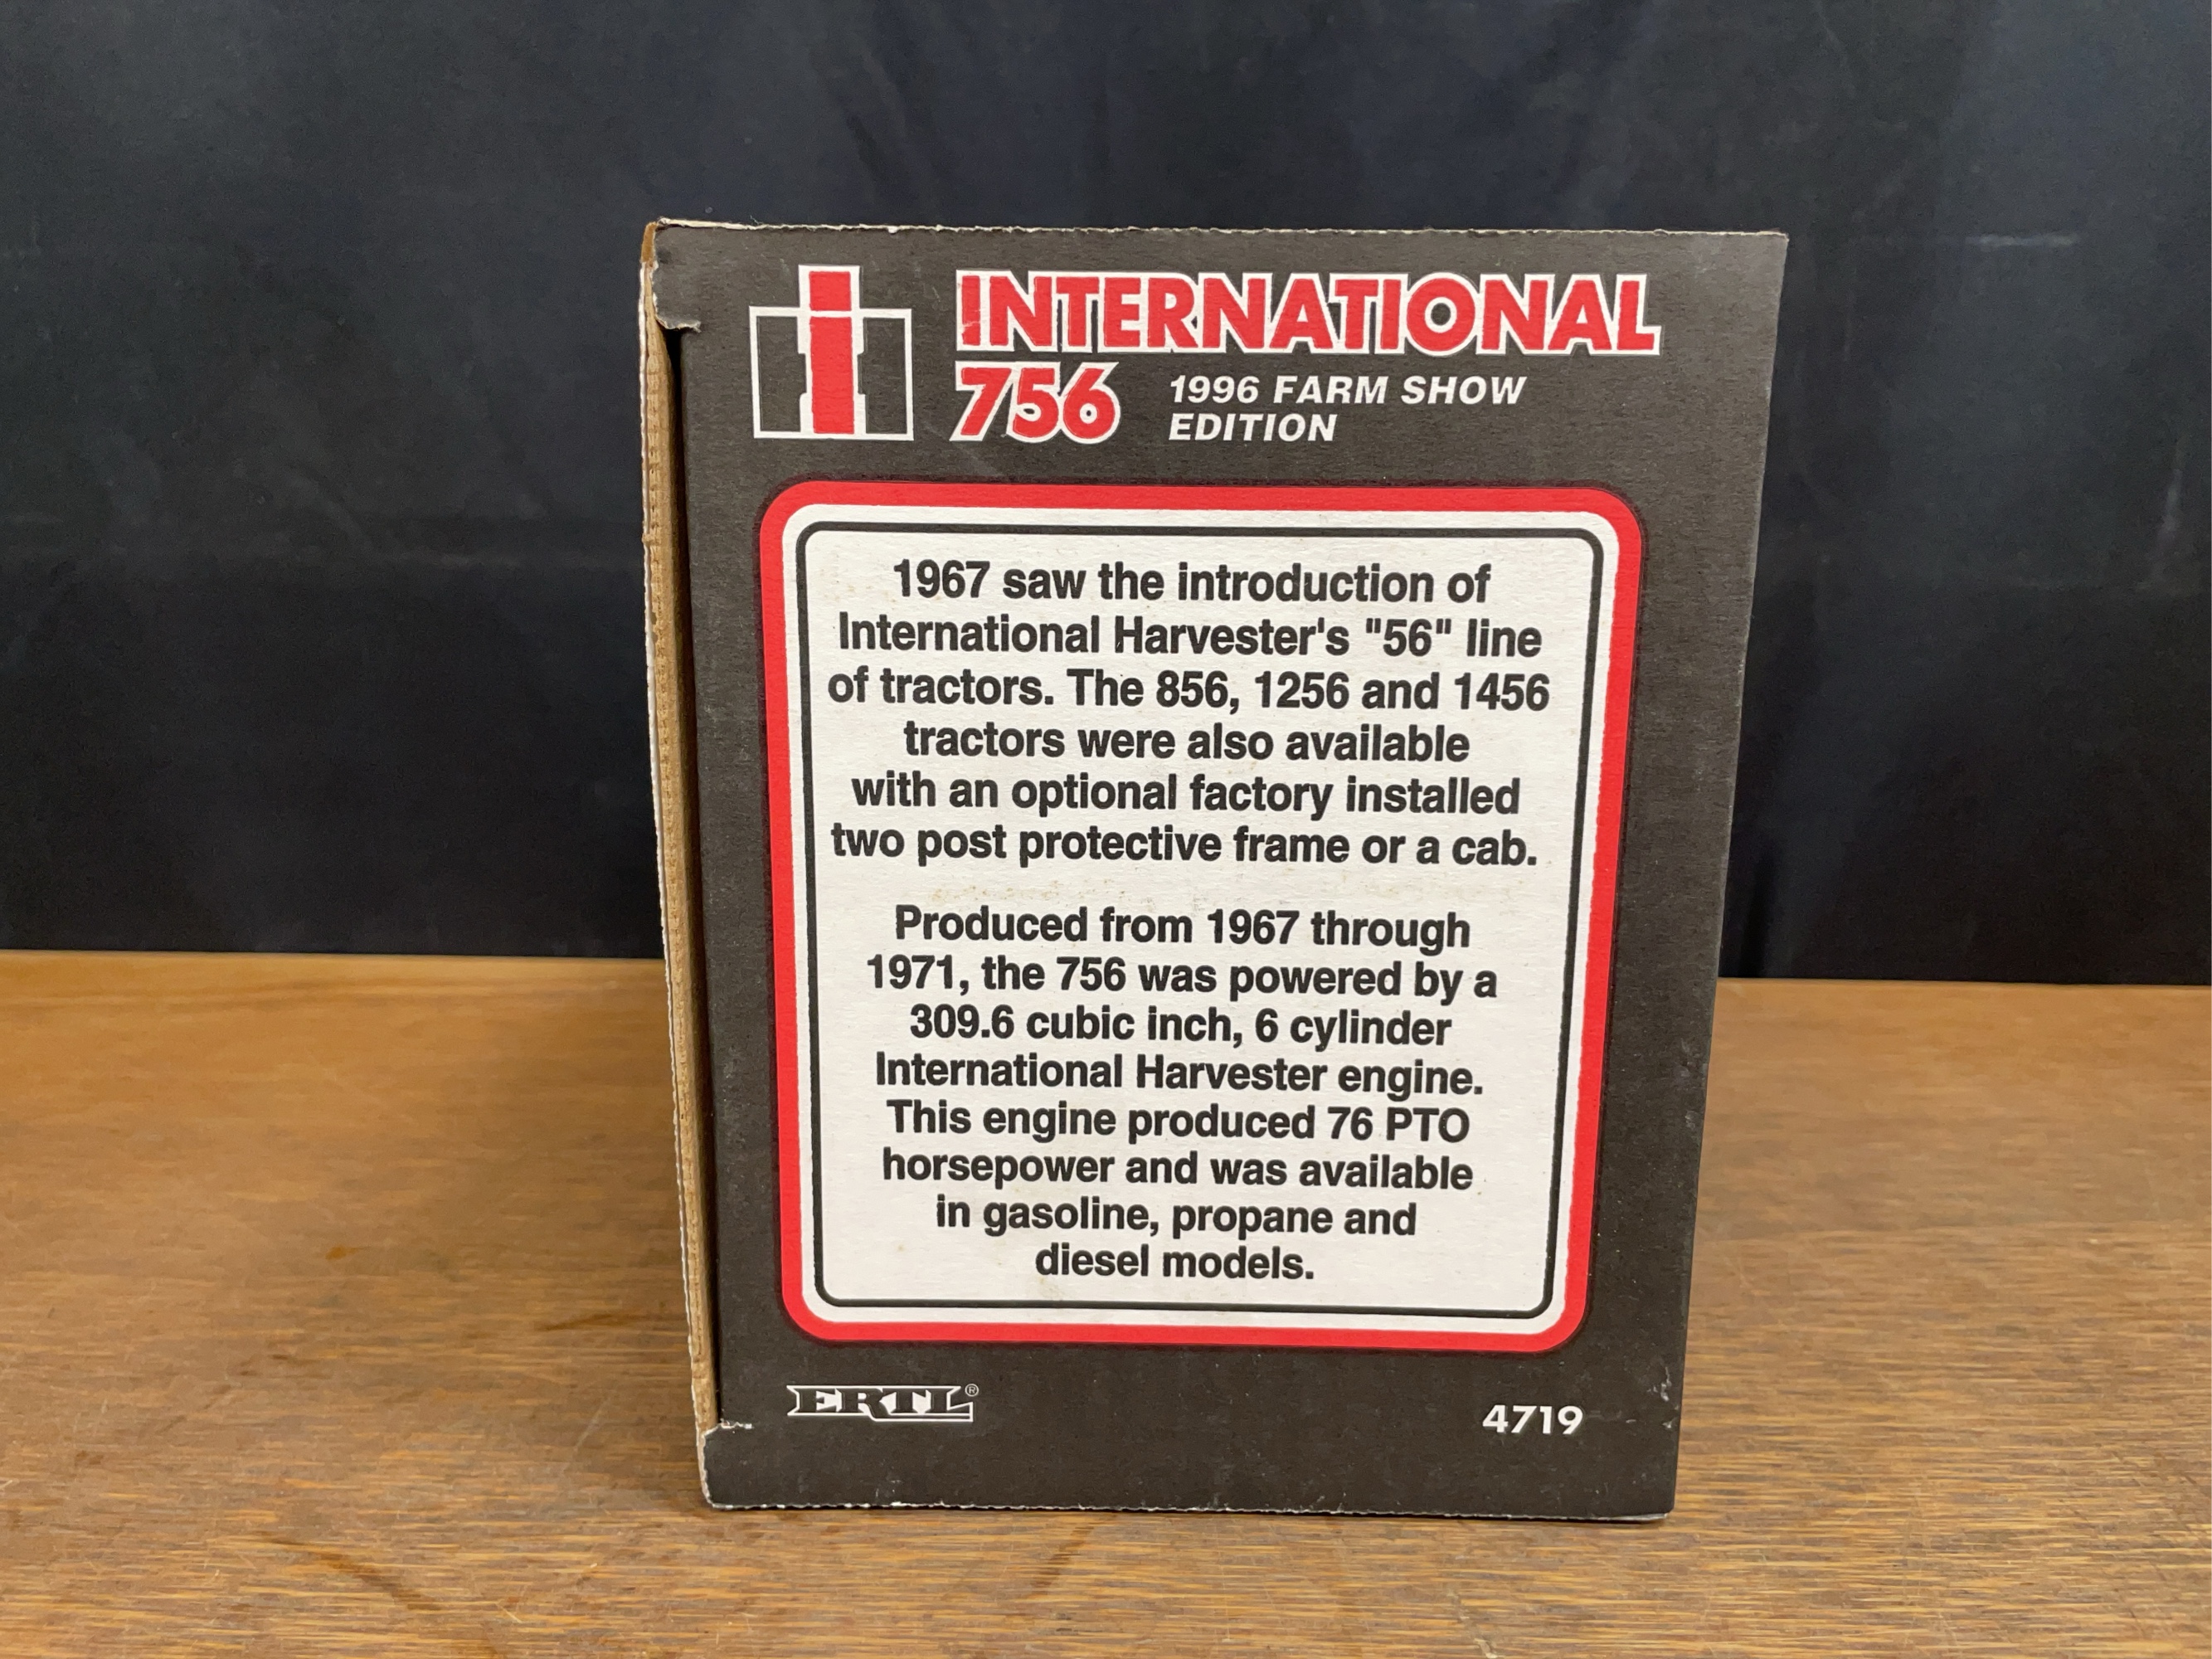 INTERNATIONAL
756 1996 FARM SHOW
EDITION
1967 saw the introduction of
International Harvester's "56" line
of tractors. The 856, 1256 and 1456
tractors were also available
with an optional factory installed
two post protective frame or a cab.
Produced from 1967 through
1971, the 756 was powered by a
309.6 cubic inch, 6 cylinder
International Harvester engine.
This engine produced 76 PTO
horsepower and was available
in gasoline, propane and
diesel models.
ERTL®
4719